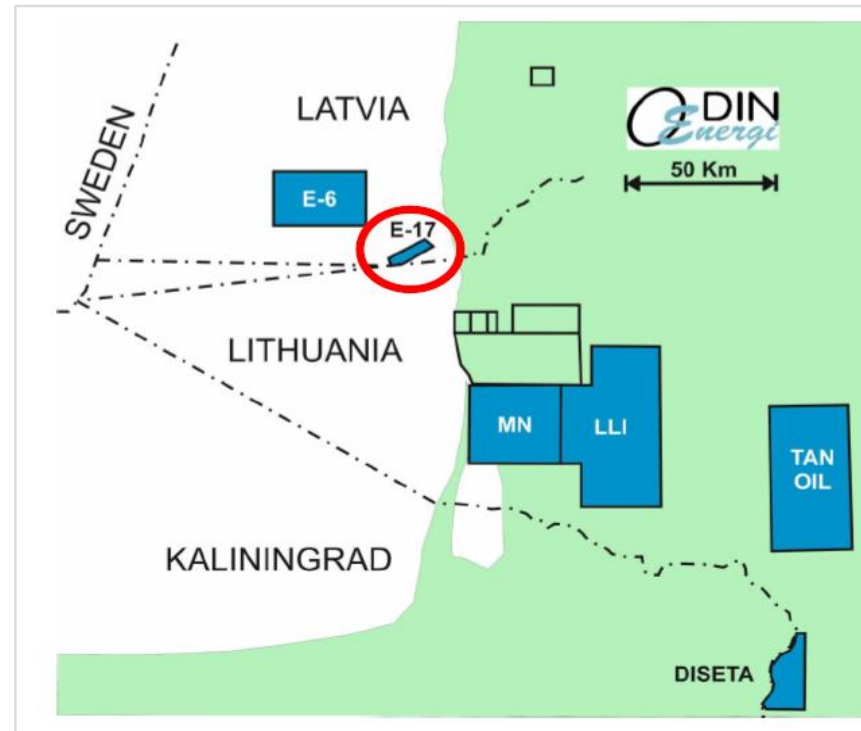 SWEDEN
LATVIA
ODIN
Energi
50 Km
E-6
E-17
LITHUANIA
MN
LLI
TAN
OIL
KALININGRAD
DISETA